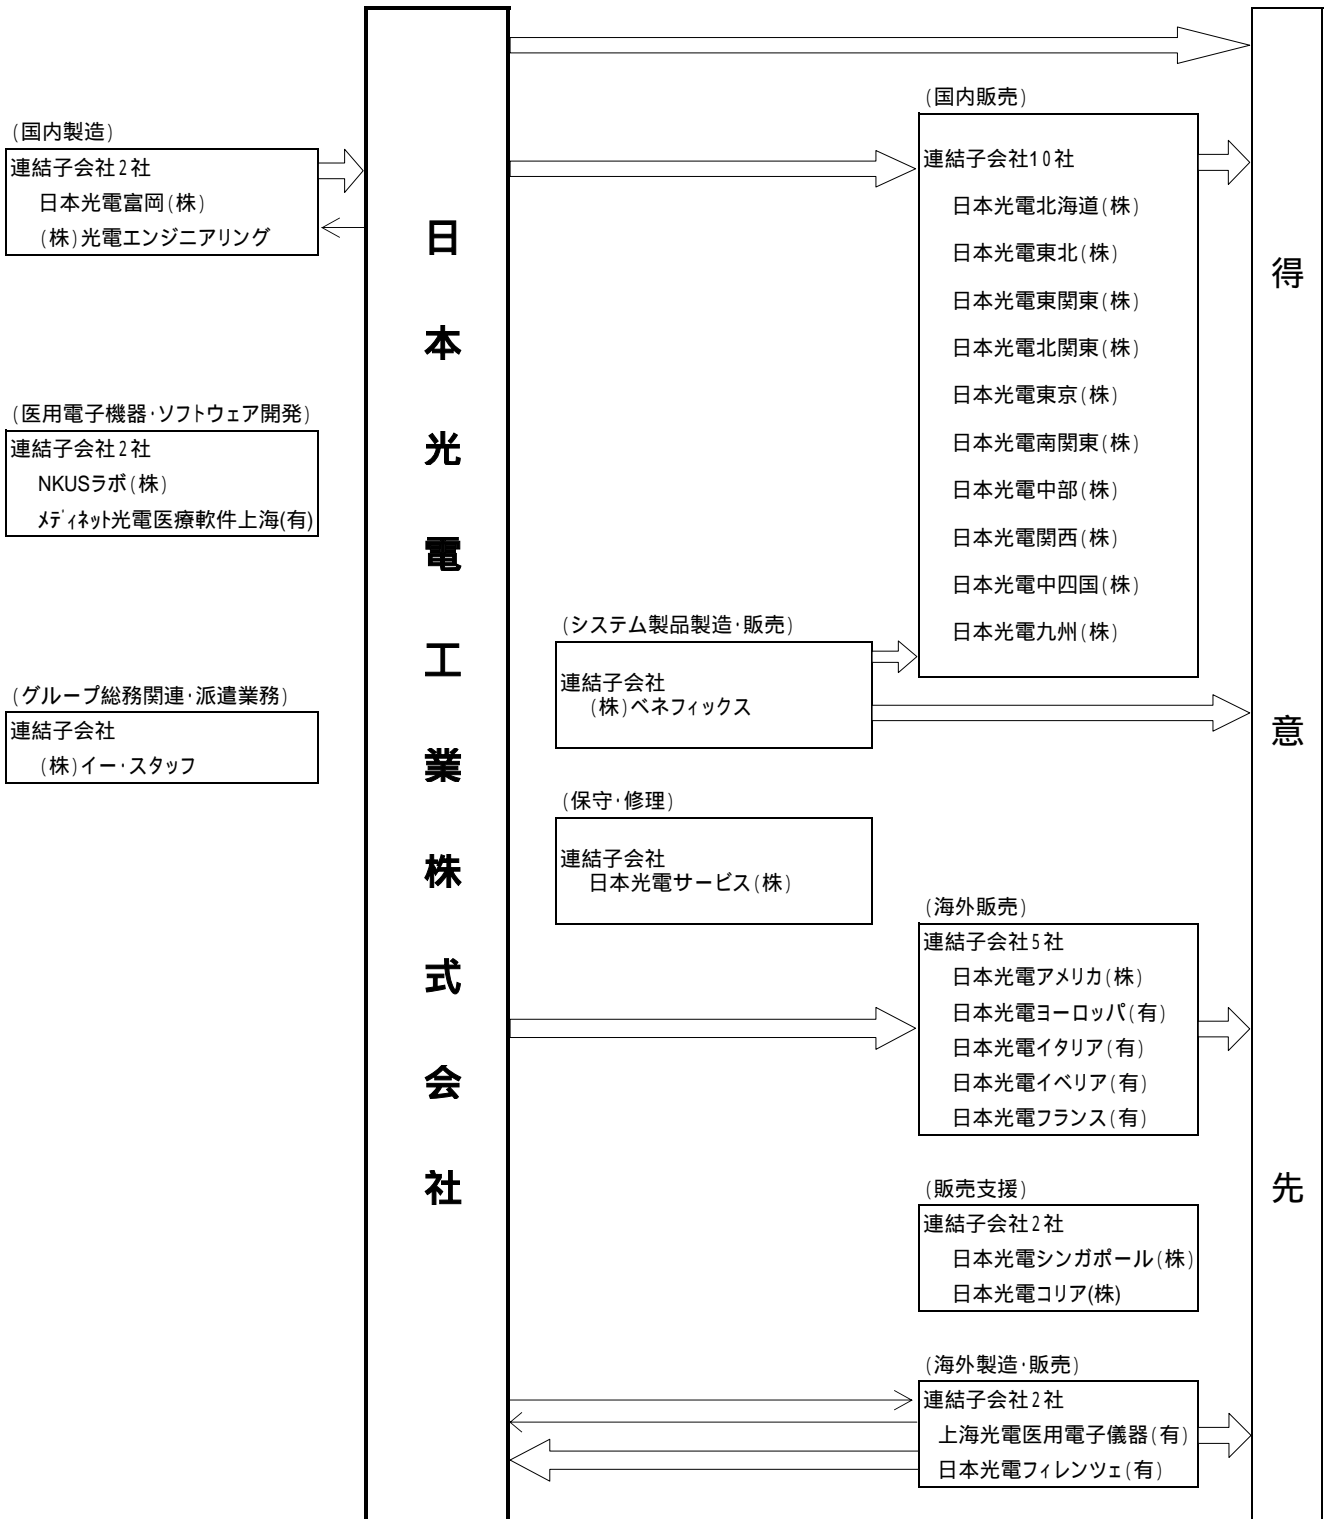 (国内製造)
連結子会社2社
日本光電富岡(株)
(株)光電エンジニアリング
(医用電子機器・ソフトウェア開発)
連結子会社2社
NKUSラボ(株)
メディネット光電医療軟件上海(有)
(グループ総務関連・派遣業務)
連結子会社
(株)イー・スタッフ
日本光電工業株式会社
(システム製品製造・販売)
連結子会社
(株)ベネフィックス
(保守・修理)
連結子会社
日本光電サービス(株)
(国内販売)
連結子会社10社
日本光電北海道(株)
日本光電東北(株)
日本光電東関東(株)
日本光電北関東(株)
日本光電東京(株)
日本光電南関東(株)
日本光電中部(株)
日本光電関西(株)
日本光電中四国(株)
日本光電九州(株)
(海外販売)
連結子会社5社
日本光電アメリカ(株)
日本光電ヨーロッパ(有)
日本光電イタリア(有)
日本光電イベリア(有)
日本光電フランス(有)
(販売支援)
連結子会社2社
日本光電シンガポール(株)
日本光電コリア(株)
(海外製造・販売)
連結子会社2社
上海光電医用電子儀器(有)
日本光電フィレンツェ(有)
得意先